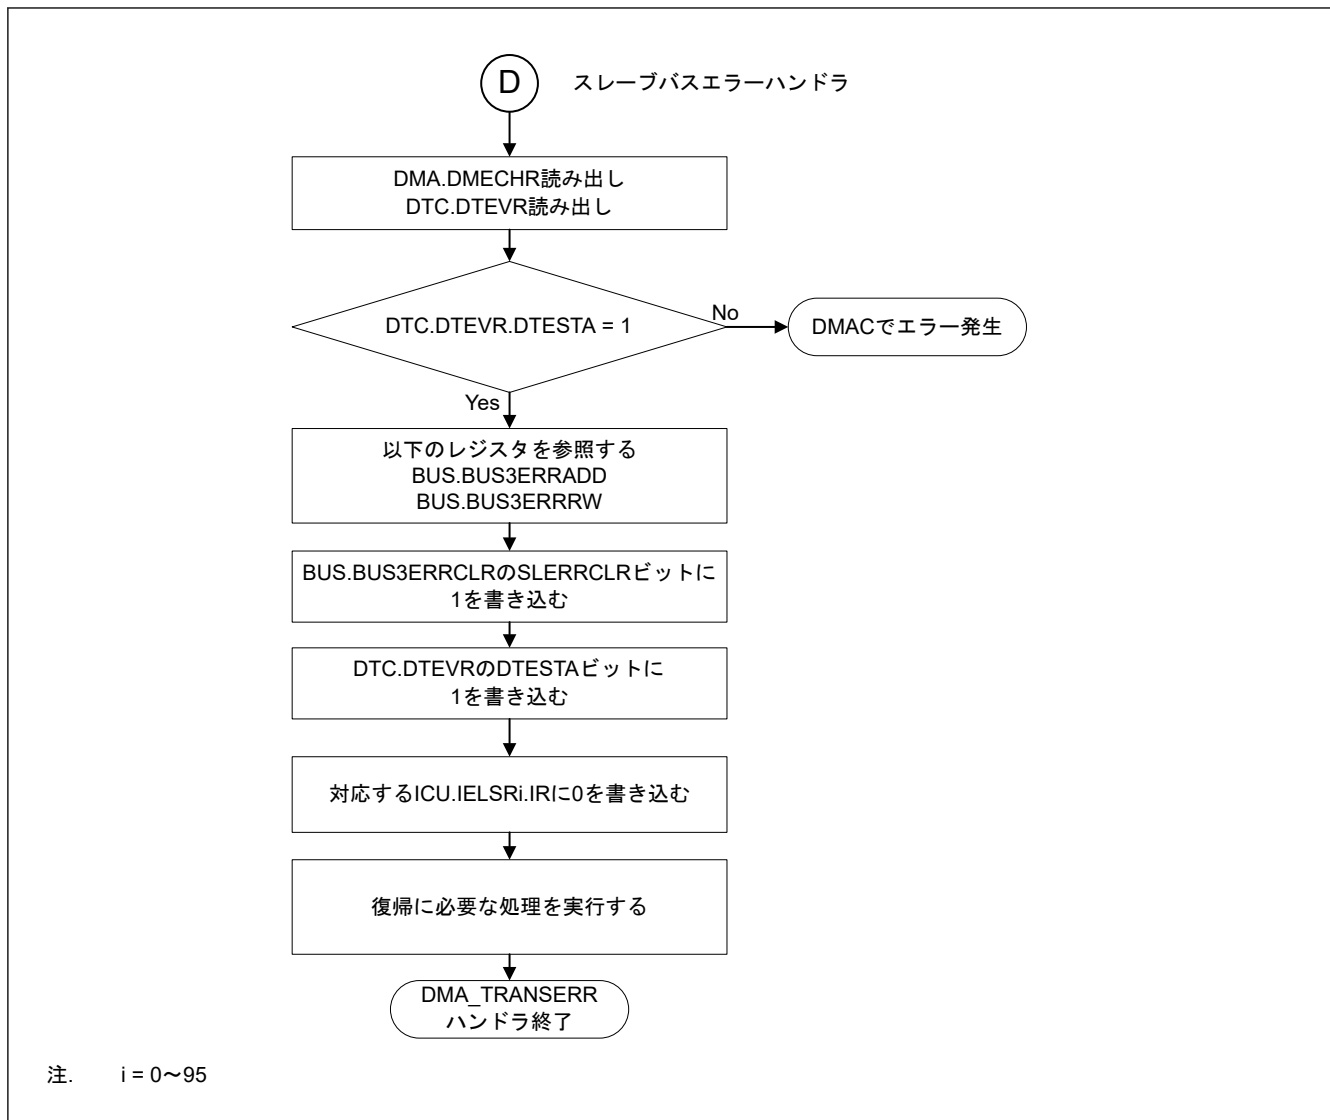 D
スレーブバスエラーハンドラ
DMA.DMECHR読み出し
DTC.DTEVR読み出し
DTC.DTEVR.DTESTA = 1
No
DMACでエラー発生
Yes
以下のレジスタを参照する
BUS.BUS3ERRADD
BUS.BUS3ERRRW
BUS.BUS3ERRCLRのSLERRCLRビットに
1を書き込む
DTC.DTEVRのDTESTAビットに
1を書き込む
対応するICU.IELSRi.IRに0を書き込む
復帰に必要な処理を実行する
DMA_TRANSERR
ハンドラ終了
注. i = 0～95